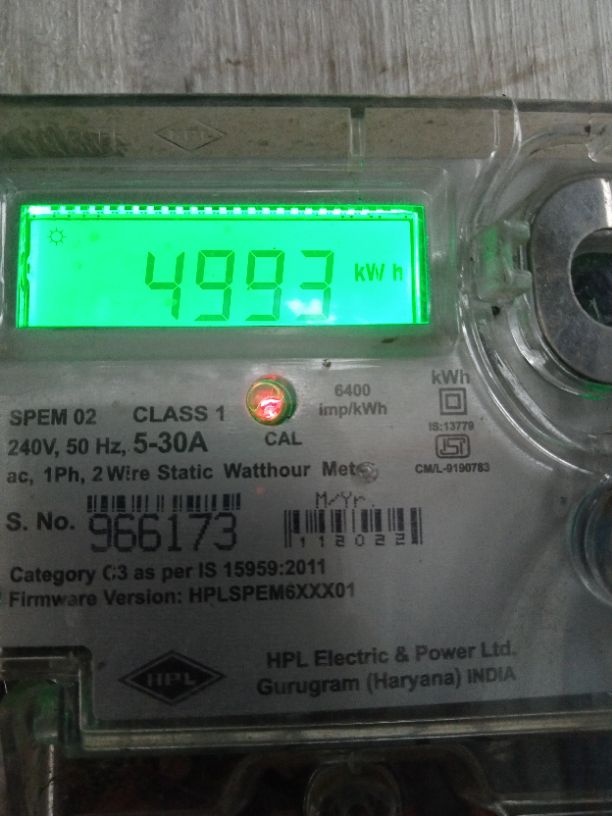 HPL
4993 kWh
6400
imp/kWh
kWh
SPEM 02 CLASS 1
CAL
IS:13779
240V, 50 Hz, 5-30A
ISI
CM/L-9190783
ac, 1Ph, 2 Wire Static Watthour Meter
M/Yr.
S. No. 966173
112022
Category C3 as per IS 15959:2011
Firmware Version: HPLSPEM6XXX01
HPL
HPL Electric & Power Ltd.
Gurugram (Haryana) INDIA